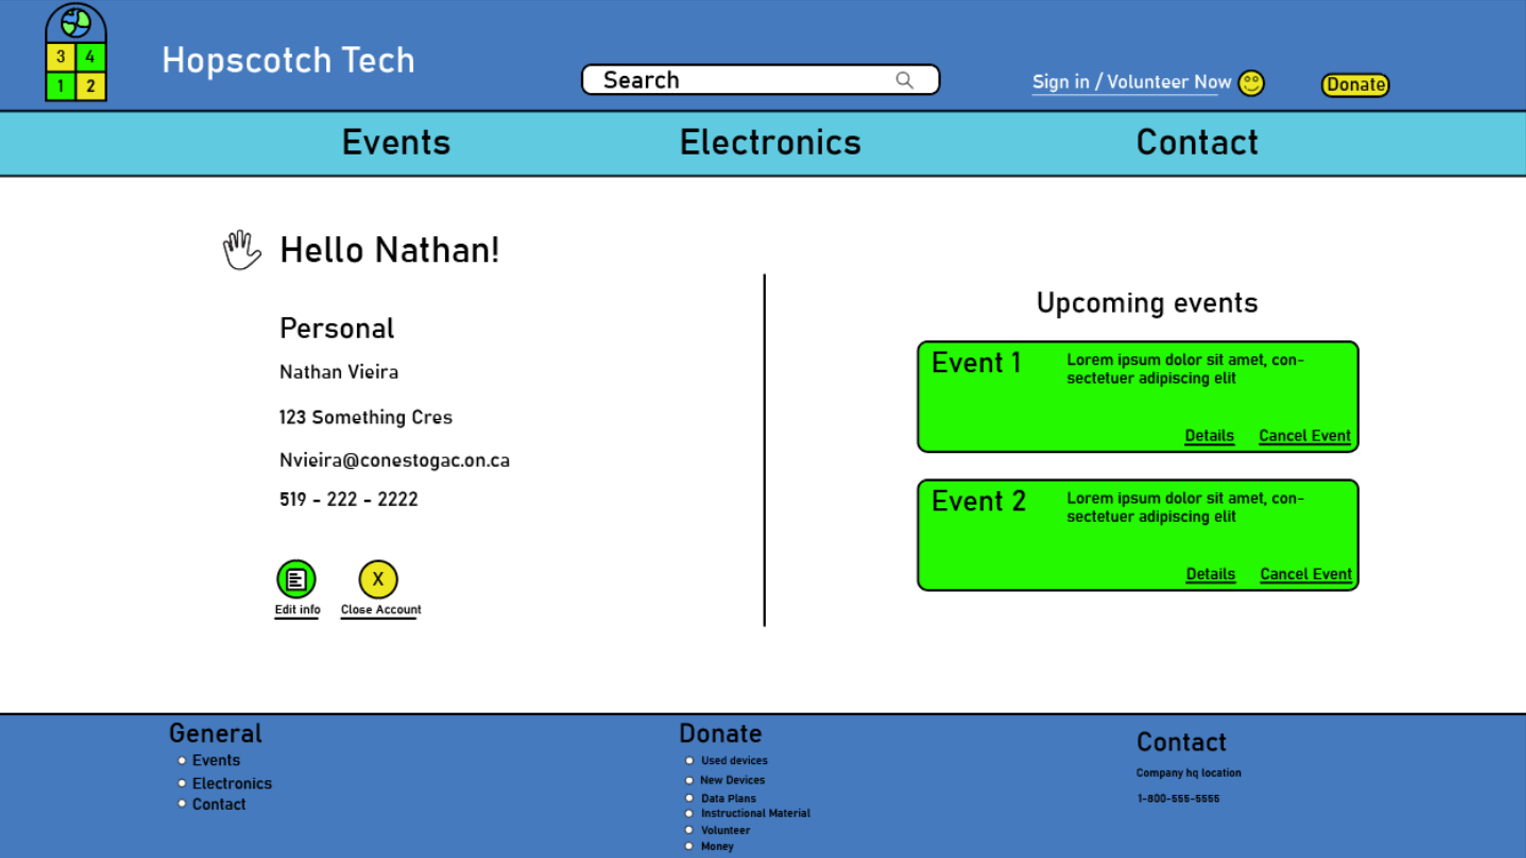 3 4
1 2
Hopscotch Tech
Search
Sign in / Volunteer Now
Donate
Events
Electronics
Contact
Hello Nathan!
Personal
Nathan Vieira
123 Something Cres
Nvieira@conestogac.on.ca
519 - 222 - 2222
X
Edit info
Close Account
Upcoming events
Event 1
Lorem ipsum dolor sit amet, con-
sectetuer adipiscing elit
Details
Cancel Event
Event 2
Lorem ipsum dolor sit amet, con-
sectetuer adipiscing elit
Details
Cancel Event
General
Events
Electronics
Contact
Donate
Used devices
New Devices
Data Plans
Instructional Material
Volunteer
Money
Contact
Company hq location
1-800-555-5555